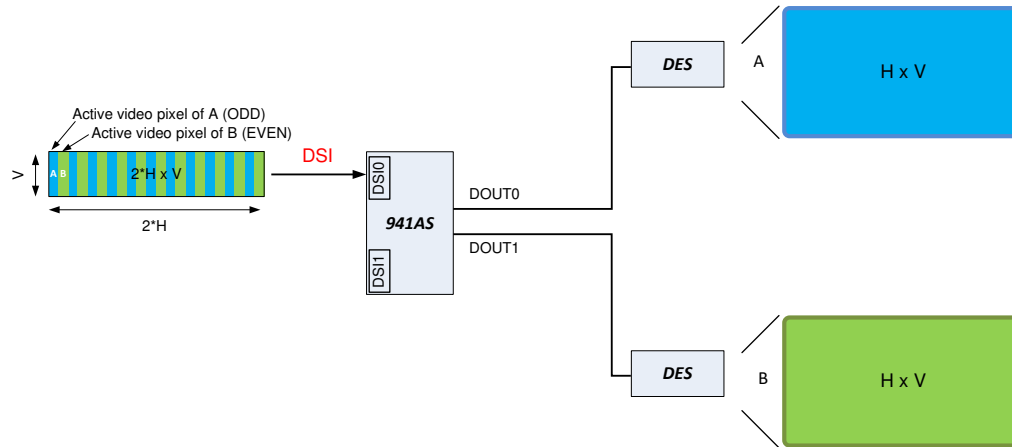 DES
A
H x V
Active video pixel of A (ODD)
Active video pixel of B (EVEN)
DSI
V
A B
2*H x V
DSI0
DOUT0
2*H
941AS
DOUT1
DSI1
DES
B
H x V